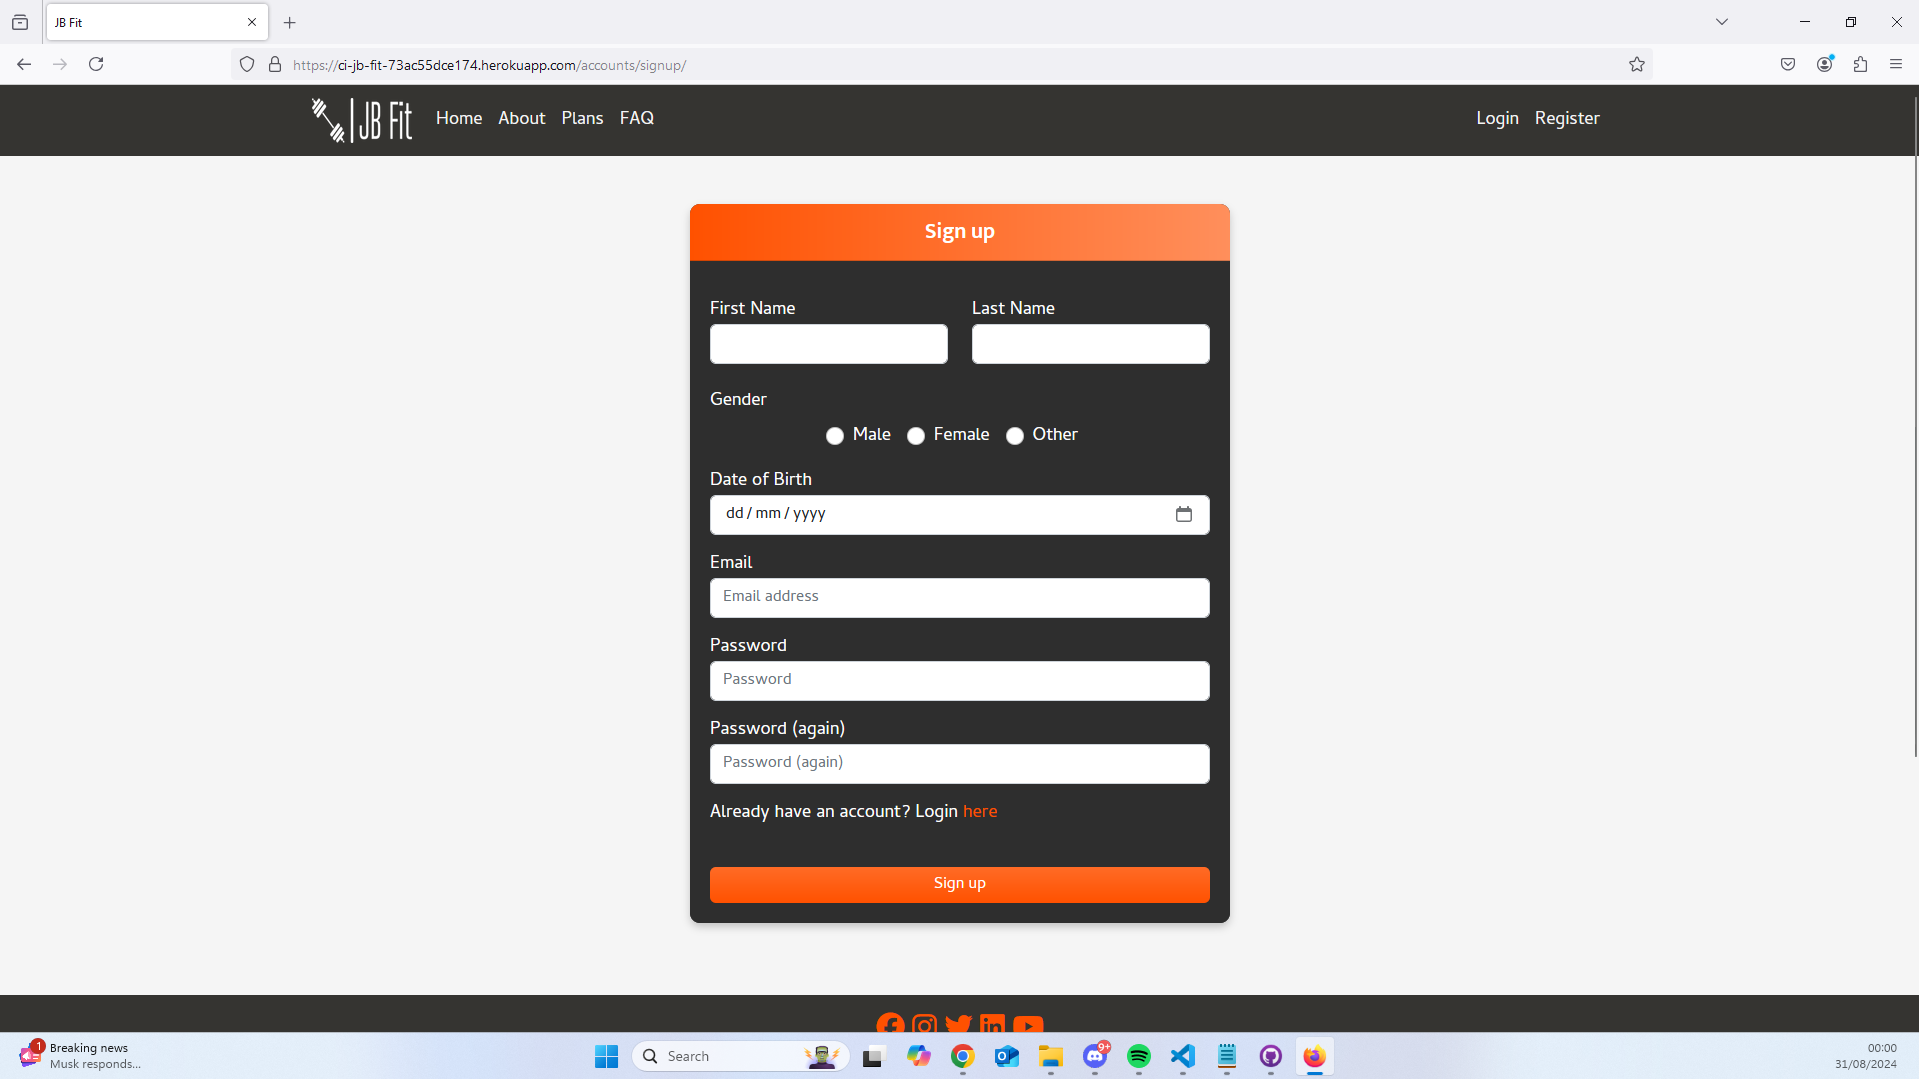 JB Fit
https://ci-jb-fit-73ac55dce174.herokuapp.com/accounts/signup/
JB Fit Home About Plans FAQ Login Register
Sign up
First Name Last Name
Gender
Male Female Other
Date of Birth
dd / mm / yyyy
Email
Email address
Password
Password
Password (again)
Password (again)
Already have an account? Login here
Sign up
1
Breaking news
Musk responds...
Search
9+
00:00
31/08/2024